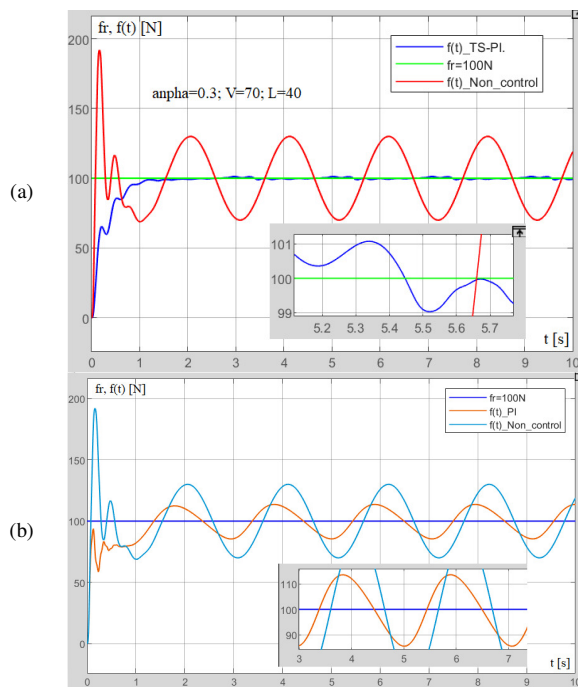 fr, f(t) [N]
200
150
100
50
0
anpha=0.3; V=70; L=40
f(t)_TS-PI.
fr=100N
f(t)_Non_control
(a)
101
100
99
5.2 5.3 5.4 5.5 5.6 5.7
t [s]
0 1 2 3 4 5 6 7 8 9 10
fr, f(t) [N]
200
150
100
50
0
fr=100N
f(t)_PI
f(t)_Non_control
(b)
110
100
90
3 4 5 6 7
t [s]
0 1 2 3 4 5 6 7 8 9 10